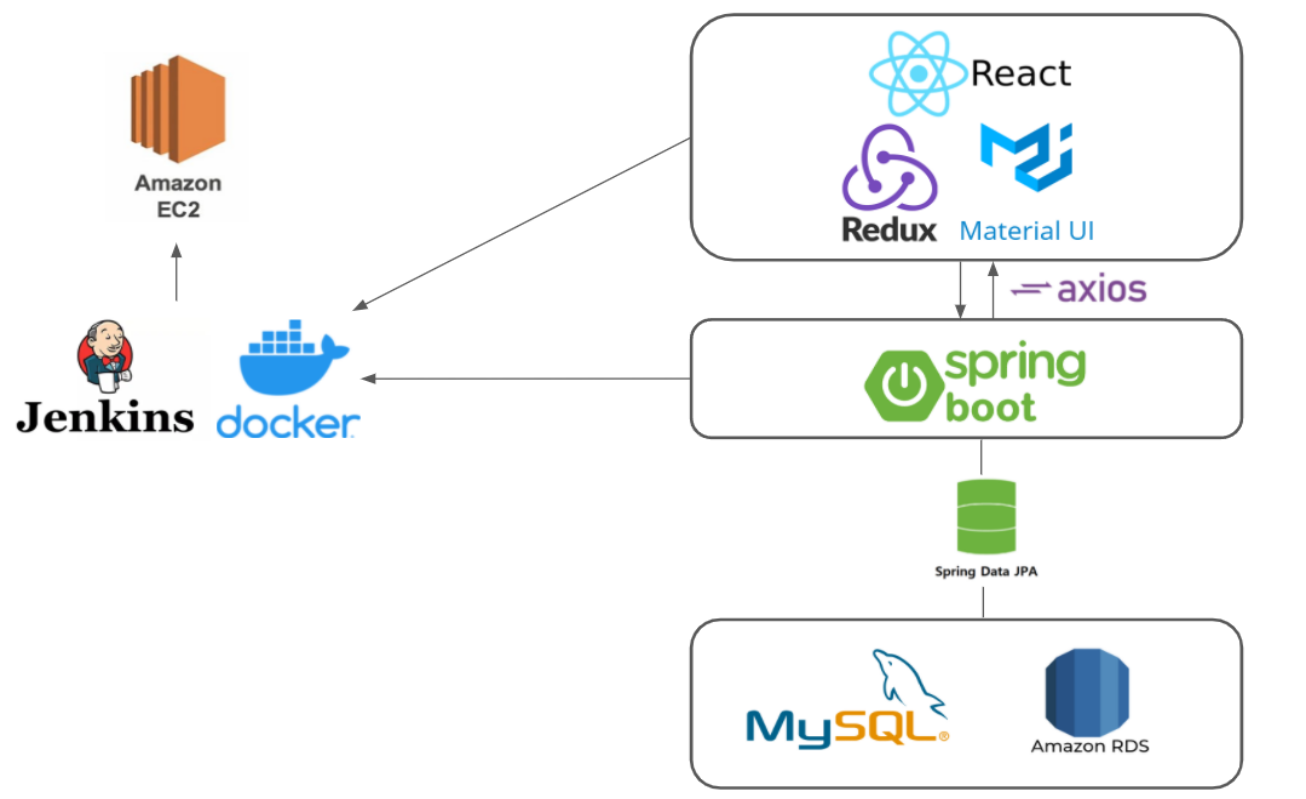 React
Redux
Material UI
axios
Amazon
EC2
Jenkins
docker
spring
boot
Spring Data JPA
MySQL®
Amazon RDS